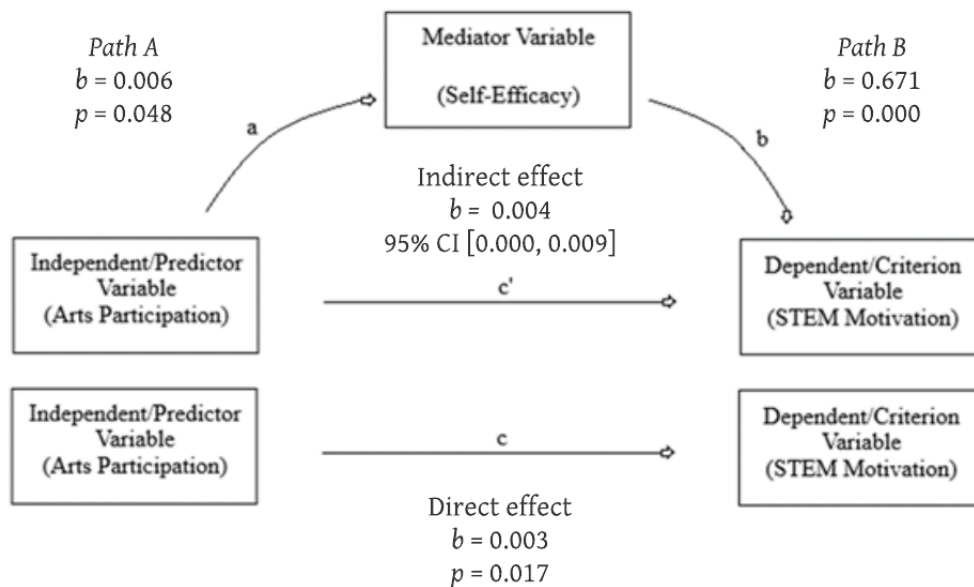 Path A
b = 0.006
p = 0.048
Mediator Variable
(Self-Efficacy)
Path B
b = 0.671
p = 0.000
a
b
Indirect effect
b = 0.004
95% CI [0.000, 0.009]
Independent/Predictor
Variable
(Arts Participation)
c'
Dependent/Criterion
Variable
(STEM Motivation)
Independent/Predictor
Variable
(Arts Participation)
c
Dependent/Criterion
Variable
(STEM Motivation)
Direct effect
b = 0.003
p = 0.017